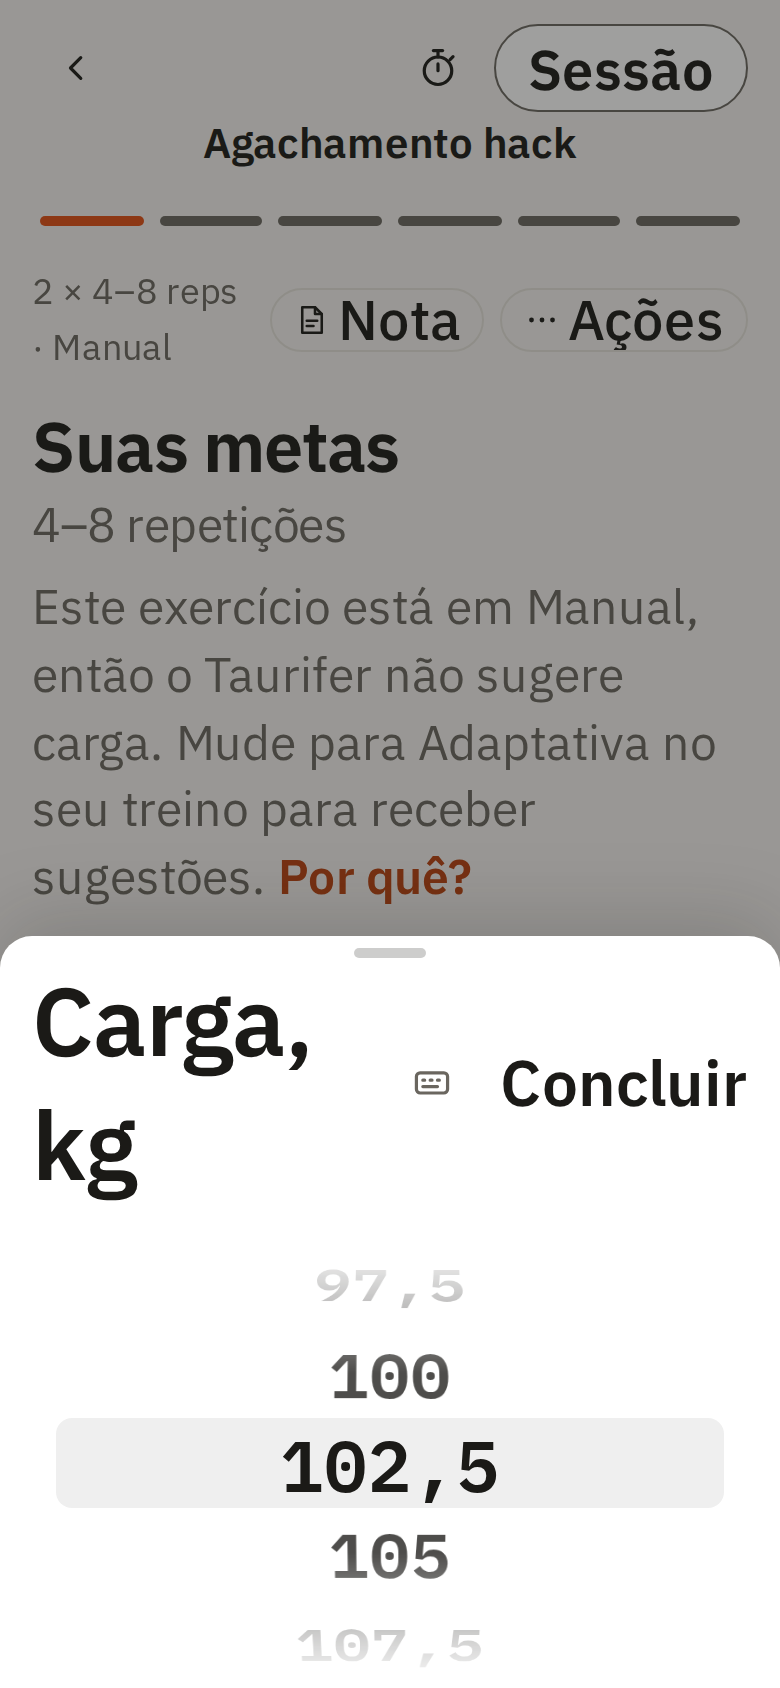 Sessão
Agachamento hack
2 × 4–8 reps
· Manual
Nota
··· Ações
Suas metas
4–8 repetições
Este exercício está em Manual,
então o Taurifer não sugere
carga. Mude para Adaptativa no
seu treino para receber
sugestões. Por quê?
Carga,
kg
Concluir
97,5
100
102,5
105
107,5